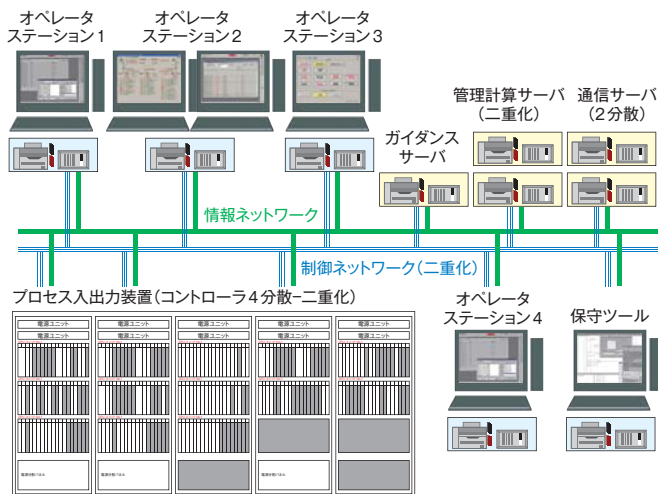 オペレータ
ステーション1
オペレータ
ステーション2
オペレータ
ステーション3
管理計算サーバ
(二重化)
通信サーバ
(2分散)
ガイダンス
サーバ
情報ネットワーク
制御ネットワーク(二重化)
プロセス入出力装置(コントローラ4分散-二重化)
オペレータ
ステーション4
保守ツール
電源ユニット
電源ユニット
電源ユニット
電源ユニット
電源ユニット
電源ユニット
電源ユニット
電源ユニット
電源ユニット
電源ユニット